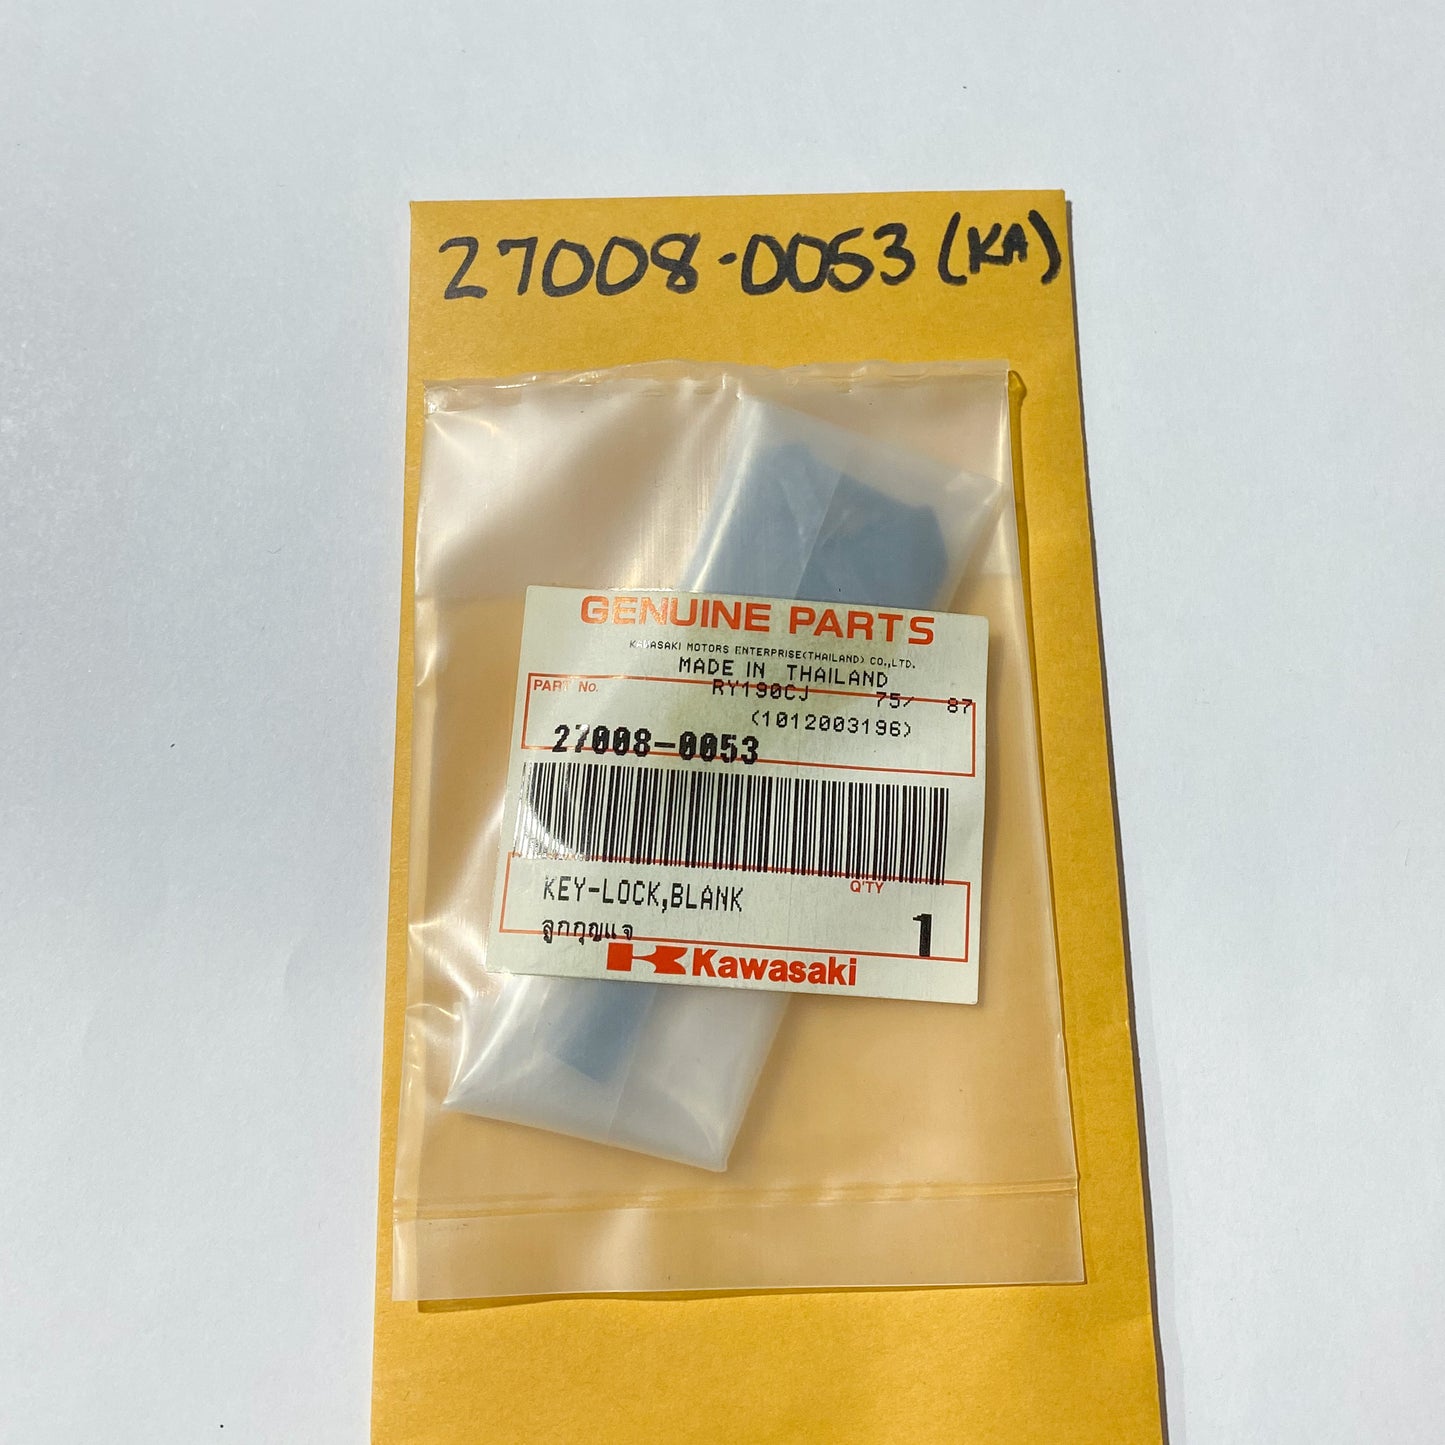 27008-0053 (KA)
GENUINE PARTS
KAWASAKI MOTORS ENTERPRISE(THAILAND) CO.,LTD.
MADE IN THAILAND
PART No. RY190CJ 75/ 87
(1012003196)
27008-0053
KEY-LOCK,BLANK
Q'TY
ลูกกุญแจ
1
Kawasaki